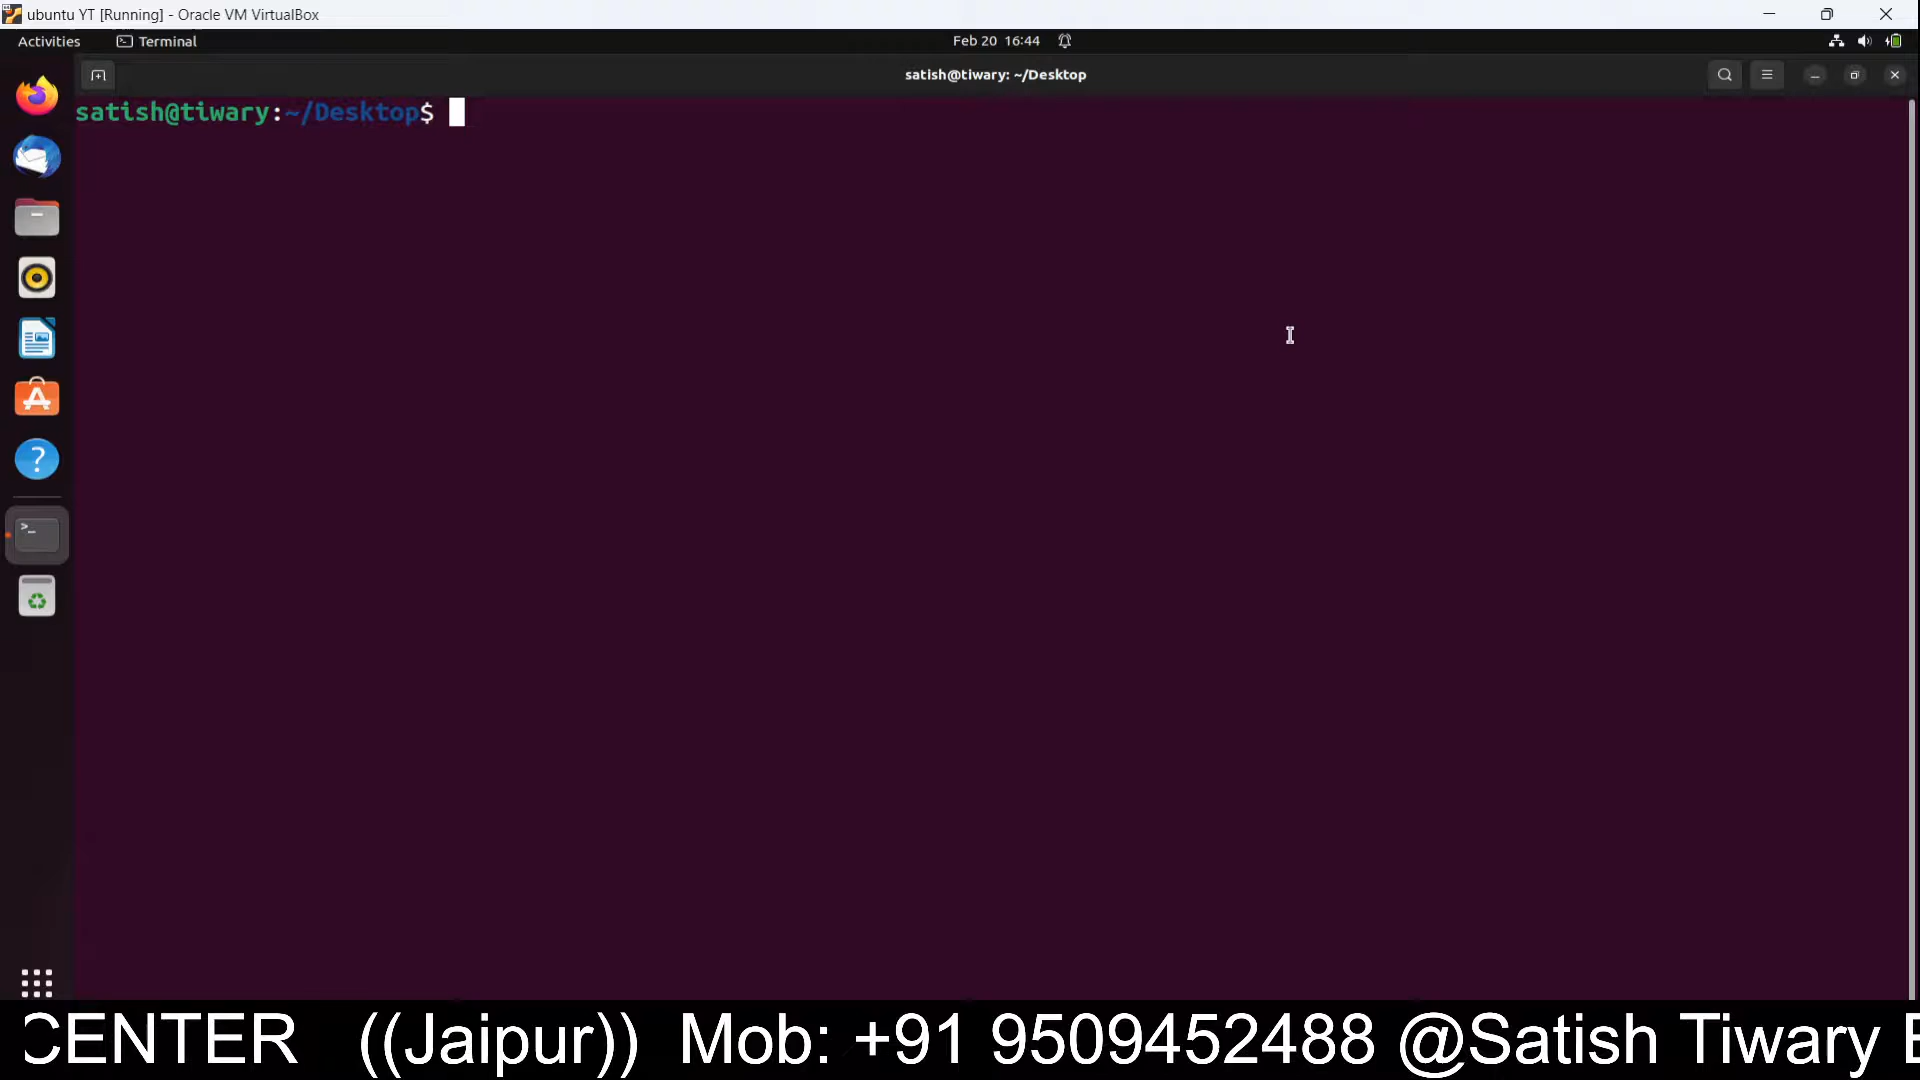 ubuntu YT [Running] - Oracle VM VirtualBox
Activities Terminal Feb 20 16:44
satish@tiwary: ~/Desktop
satish@tiwary:~/Desktop$
CENTER ((Jaipur)) Mob: +91 9509452488 @Satish Tiwary